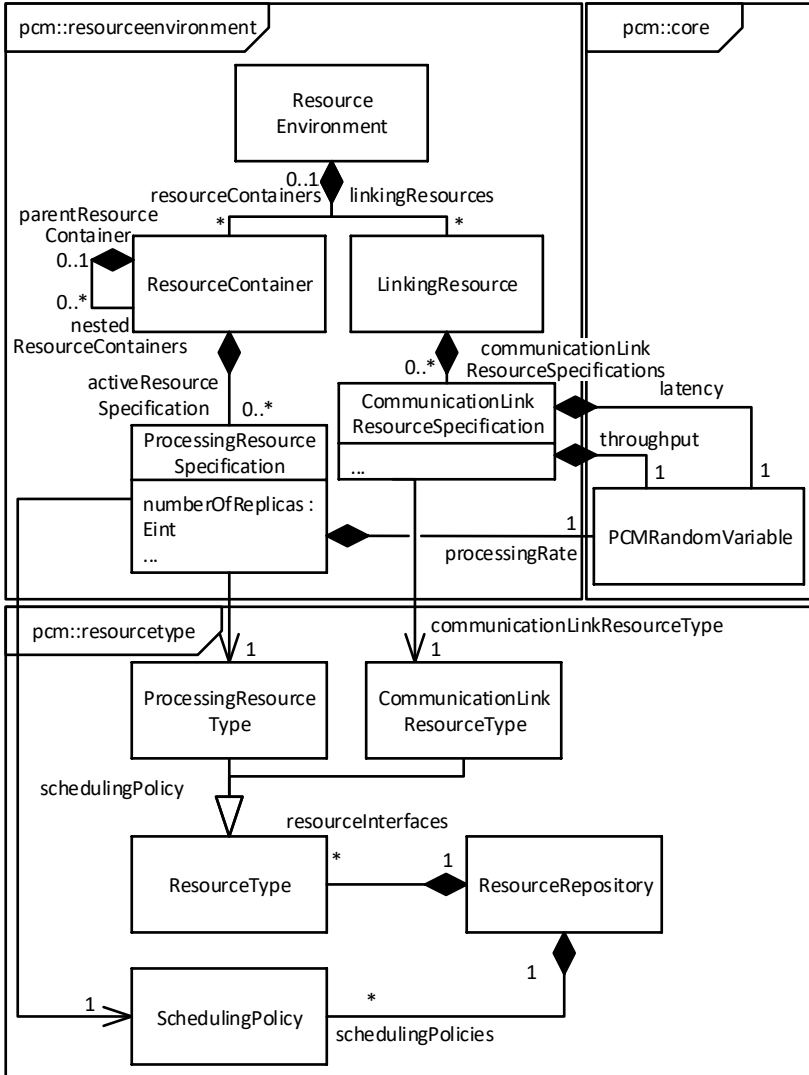 pcm::resourceenvironment
pcm::core
Resource
Environment
0..1
resourceContainers
linkingResources
parentResource
Container
*
*
0..1
ResourceContainer
LinkingResource
0..*
nested
ResourceContainers
communicationLink
ResourceSpecifications
0..*
activeResource
Specification
0..*
latency
CommunicationLink
ResourceSpecification
throughput
...
1
1
ProcessingResource
Specification
numberOfReplicas :
EInt
...
1
processingRate
PCMRandomVariable
pcm::resourcetype
communicationLinkResourceType
1
1
ProcessingResource
Type
CommunicationLink
ResourceType
schedulingPolicy
resourceInterfaces
*
1
ResourceType
ResourceRepository
1
1
*
SchedulingPolicy
schedulingPolicies